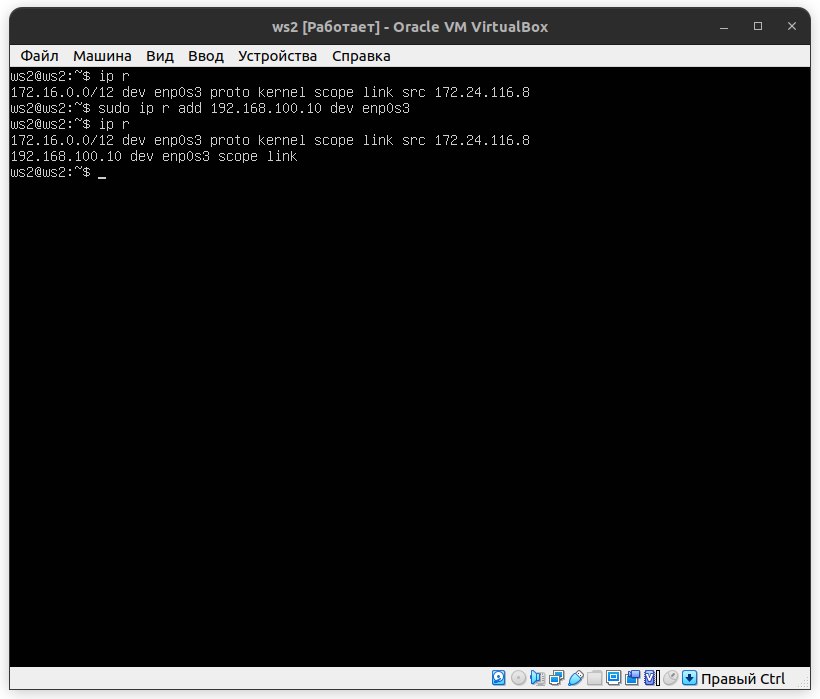 ws2 [Работает] - Oracle VM VirtualBox
Файл Машина Вид Ввод Устройства Справка
ws2@ws2:~$ ip r
172.16.0.0/12 dev enp0s3 proto kernel scope link src 172.24.116.8
ws2@ws2:~$ sudo ip r add 192.168.100.10 dev enp0s3
ws2@ws2:~$ ip r
172.16.0.0/12 dev enp0s3 proto kernel scope link src 172.24.116.8
192.168.100.10 dev enp0s3 scope link
ws2@ws2:~$ _
Правый Ctrl